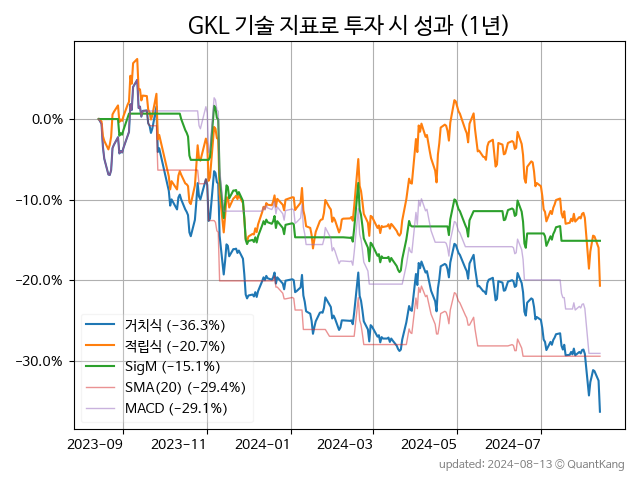 GKL 기술 지표로 투자 시 성과 (1년)
0.0%
−10.0%
−20.0%
−30.0%
거치식 (−36.3%)
적립식 (−20.7%)
SigM (−15.1%)
SMA(20) (−29.4%)
MACD (−29.1%)
2023−09
2023−11
2024−01
2024−03
2024−05
2024−07
updated: 2024-08-13 © QuantKang